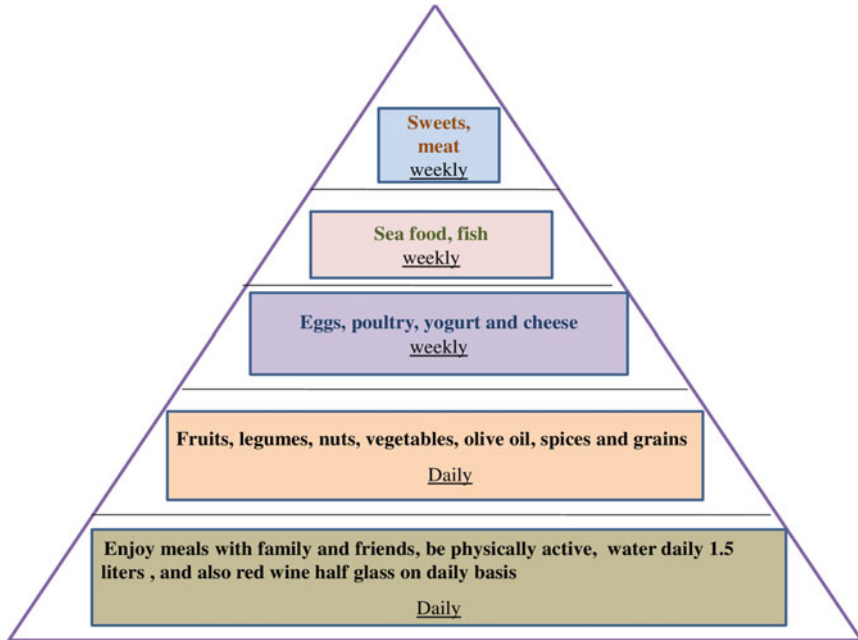 Sweets,
meat
weekly
Sea food, fish
weekly
Eggs, poultry, yogurt and cheese
weekly
Fruits, legumes, nuts, vegetables, olive oil, spices and grains
Daily
Enjoy meals with family and friends, be physically active,  water daily 1.5
liters , and also red wine half glass on daily basis
Daily